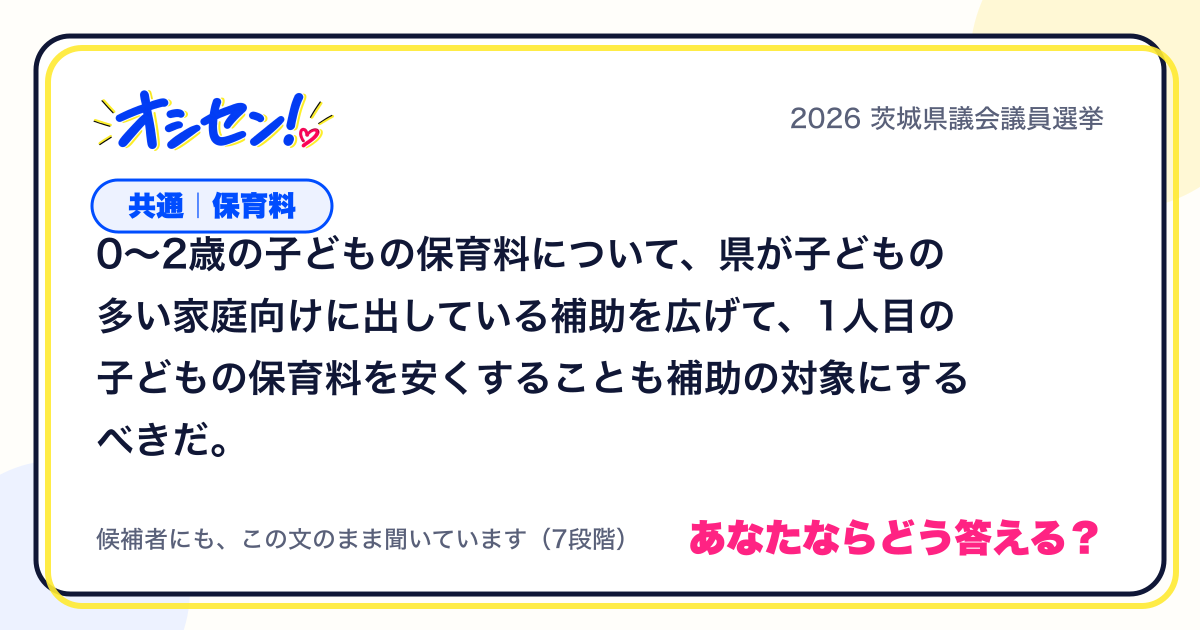 オシセン!
2026 茨城県議会議員選挙
共通｜保育料
0〜2歳の子どもの保育料について、県が子どもの
多い家庭向けに出している補助を広げて、1人目の
子どもの保育料を安くすることも補助の対象にする
べきだ。
候補者にも、この文のまま聞いています（7段階）
あなたならどう答える？